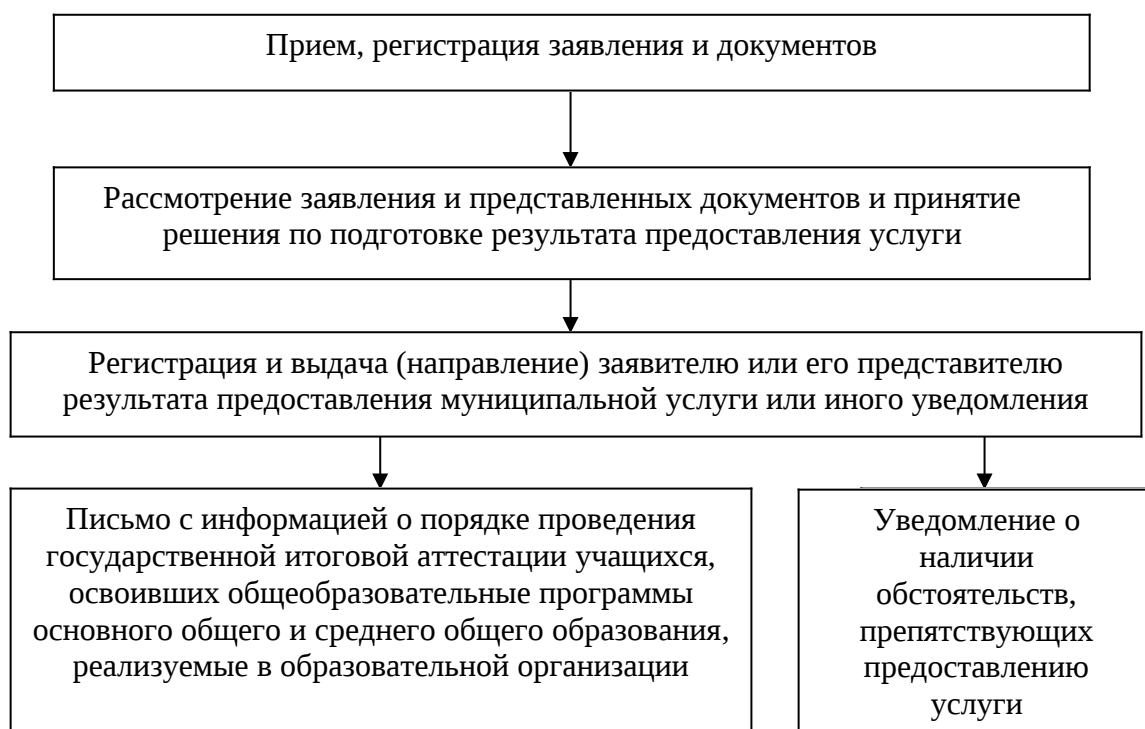 Прием, регистрация заявления и документов
Рассмотрение заявления и представленных документов и принятие
решения по подготовке результата предоставления услуги
Регистрация и выдача (направление) заявителю или его представителю
результата предоставления муниципальной услуги или иного уведомления
Письмо с информацией о порядке проведения
государственной итоговой аттестации учащихся,
освоивших общеобразовательные программы
основного общего и среднего общего образования,
реализуемые в образовательной организации
Уведомление о
наличии
обстоятельств,
препятствующих
предоставлению
услуги